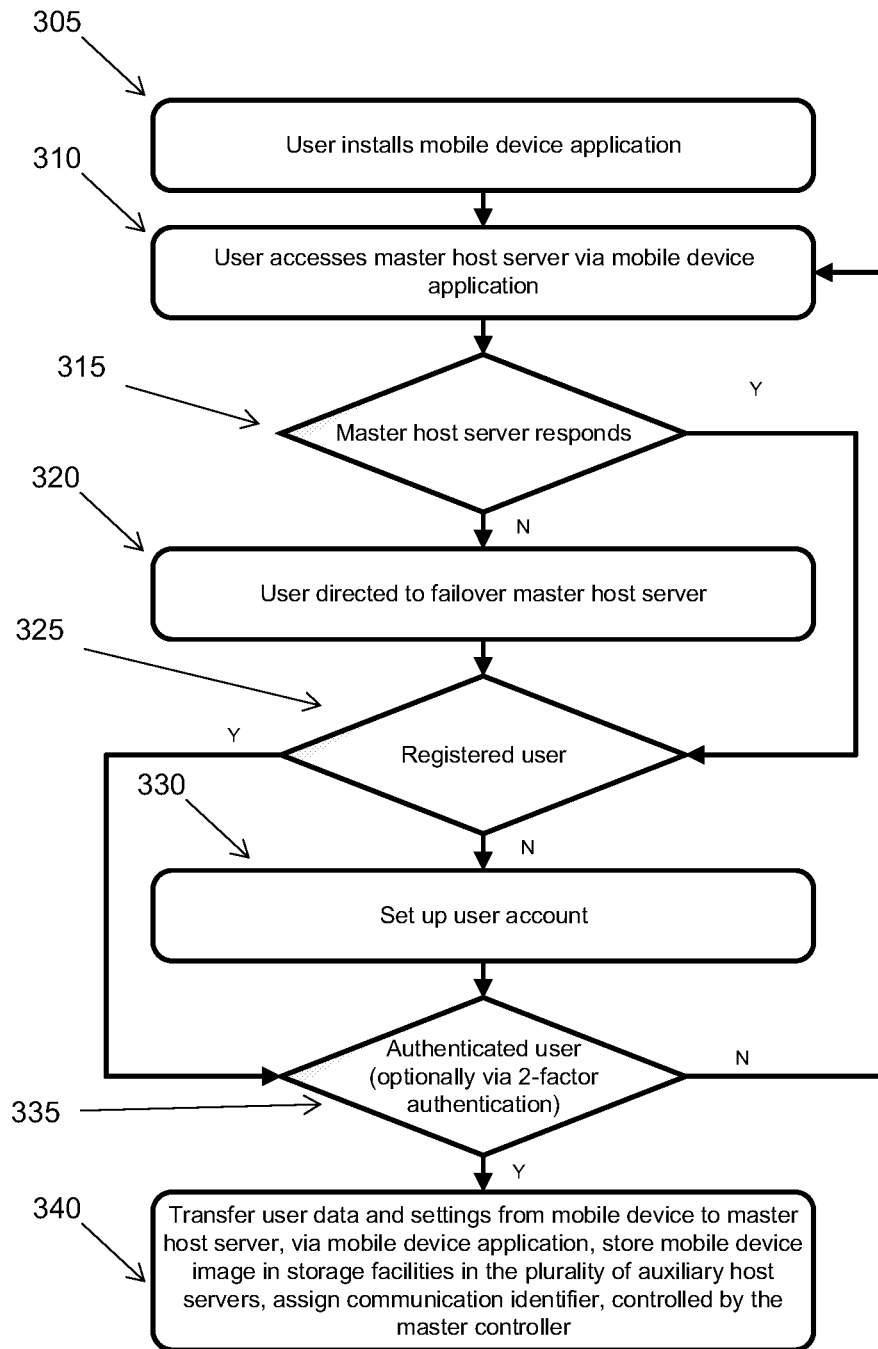 305
User installs mobile device application
310
User accesses master host server via mobile device
application
315
Y
Master host server responds
320
N
User directed to failover master host server
325
Y
Registered user
330
N
Set up user account
Authenticated user
(optionally via 2-factor
authentication)
N
335
Y
340
Transfer user data and settings from mobile device to master
host server, via mobile device application, store mobile device
image in storage facilities in the plurality of auxiliary host
servers, assign communication identifier, controlled by the
master controller